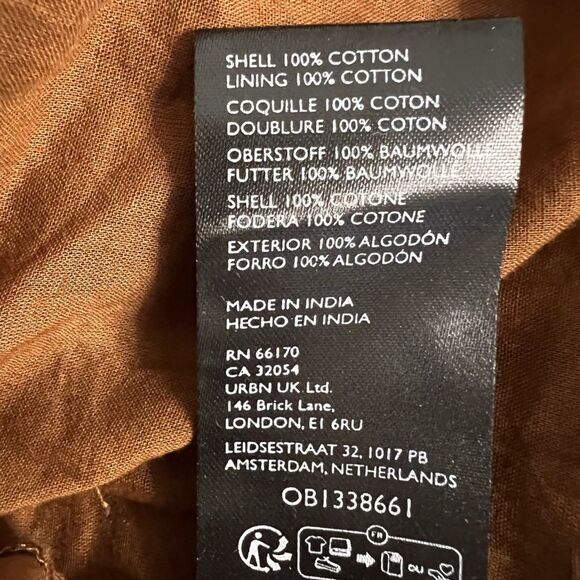 SHELL 100% COTTON
LINING 100% COTTON
COQUILLE 100% COTON
DOUBLURE 100% COTON
OBERSTOFF 100% BAUMWOLLE
FUTTER 100% BAUMWOLLE
SHELL 100% COTONE
FODERA 100% COTONE
EXTERIOR 100% ALGODÓN
FORRO 100% ALGODÓN
MADE IN INDIA
HECHO EN INDIA
RN 66170
CA 32054
URBN UK Ltd.
146 Brick Lane,
LONDON, E1 6RU
LEIDSESTRAAT 32, 1017 PB
AMSTERDAM, NETHERLANDS
OB1338661
FR
OU